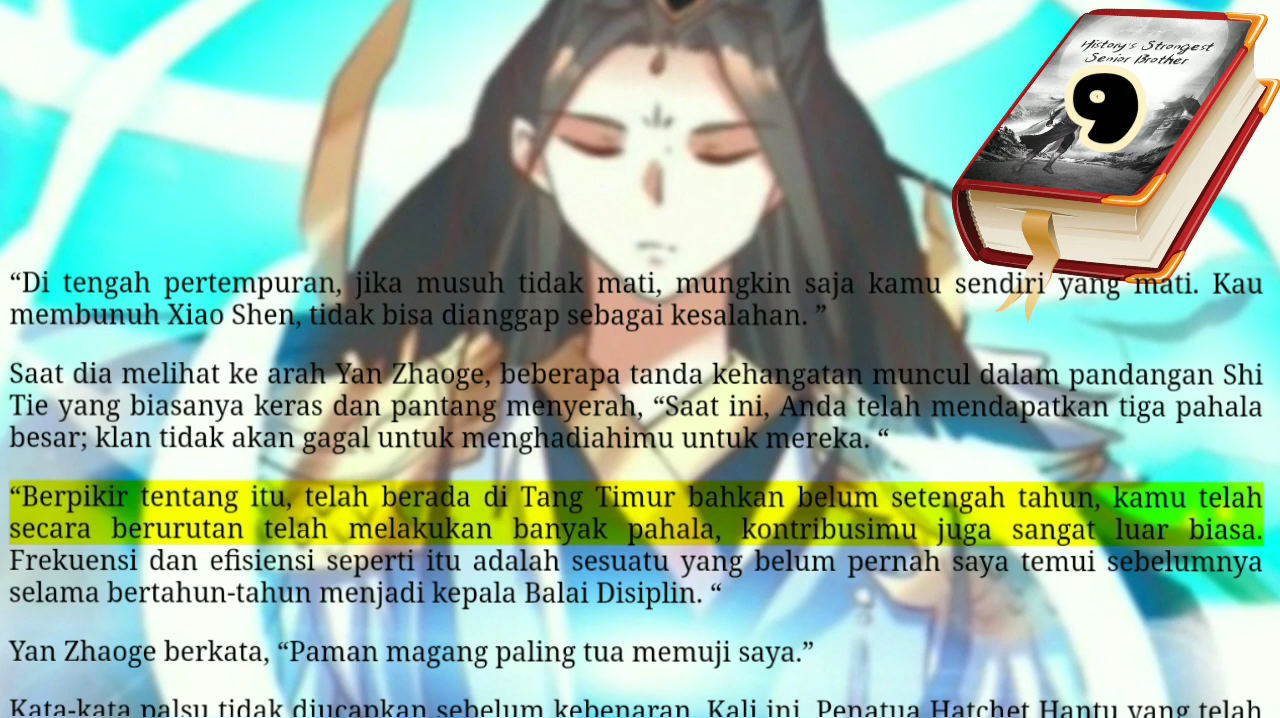 History's Strongest
Senior Brother
9
“Di tengah pertempuran, jika musuh tidak mati, mungkin saja kamu sendiri yang mati. Kau
membunuh Xiao Shen, tidak bisa dianggap sebagai kesalahan. ”
Saat dia melihat ke arah Yan Zhaoge, beberapa tanda kehangatan muncul dalam pandangan Shi
Tie yang biasanya keras dan pantang menyerah, “Saat ini, Anda telah mendapatkan tiga pahala
besar; klan tidak akan gagal untuk menghadiahimu untuk mereka. “
“Berpikir tentang itu, telah berada di Tang Timur bahkan belum setengah tahun, kamu telah
secara berurutan telah melakukan banyak pahala, kontribusimu juga sangat luar biasa.
Frekuensi dan efisiensi seperti itu adalah sesuatu yang belum pernah saya temui sebelumnya
selama bertahun-tahun menjadi kepala Balai Disiplin. “
Yan Zhaoge berkata, “Paman magang paling tua memuji saya.”
Kata-kata palsu tidak diucapkan sebelum kebenaran. Kali ini, Penatua Hatchet Hantu yang telah